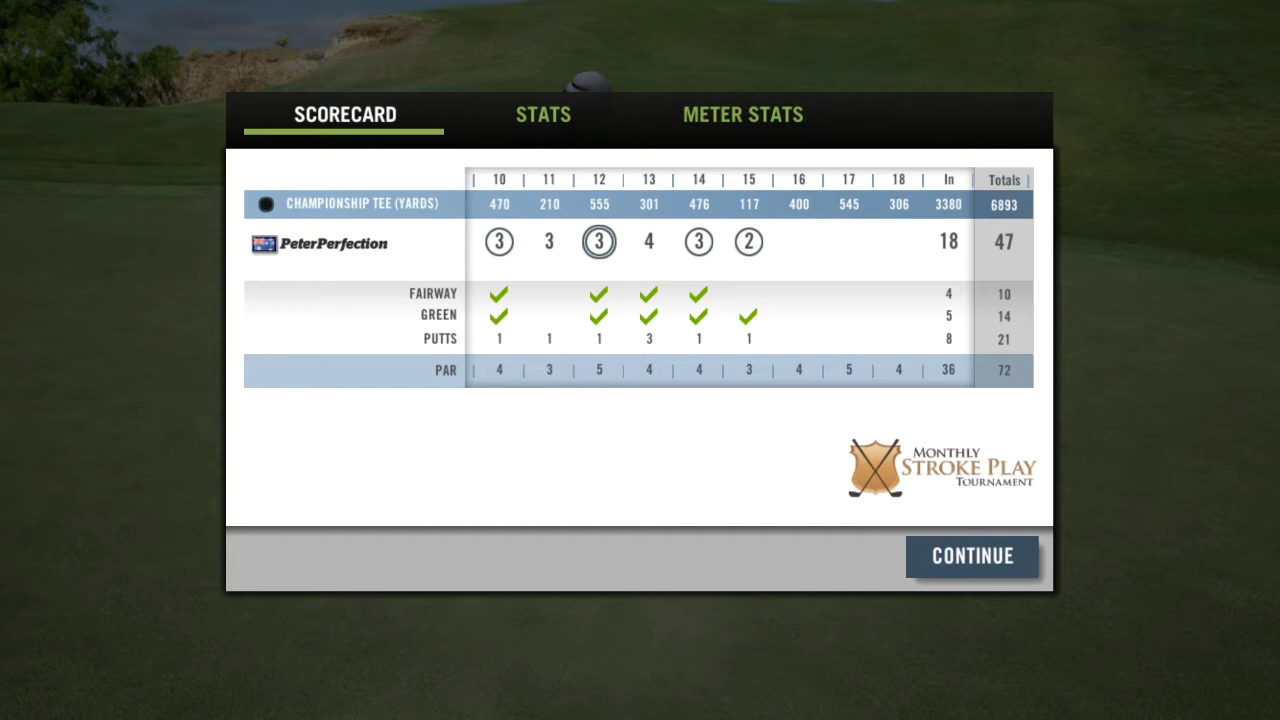 SCORECARD STATS METER STATS
| 10 | 11 | 12 | 13 | 14 | 15 | 16 | 17 | 18 | In | Totals |
CHAMPIONSHIP TEE (YARDS) 470 210 555 301 476 117 400 545 306 3380 6893
PeterPerfection 3 3 3 4 3 2 18 47
FAIRWAY 4 10
GREEN 5 14
PUTTS 1 1 1 3 1 1 8 21
PAR | 4 | 3 | 5 | 4 | 4 | 3 | 4 | 5 | 4 | 36 72
MONTHLY
STROKE PLAY
TOURNAMENT
CONTINUE